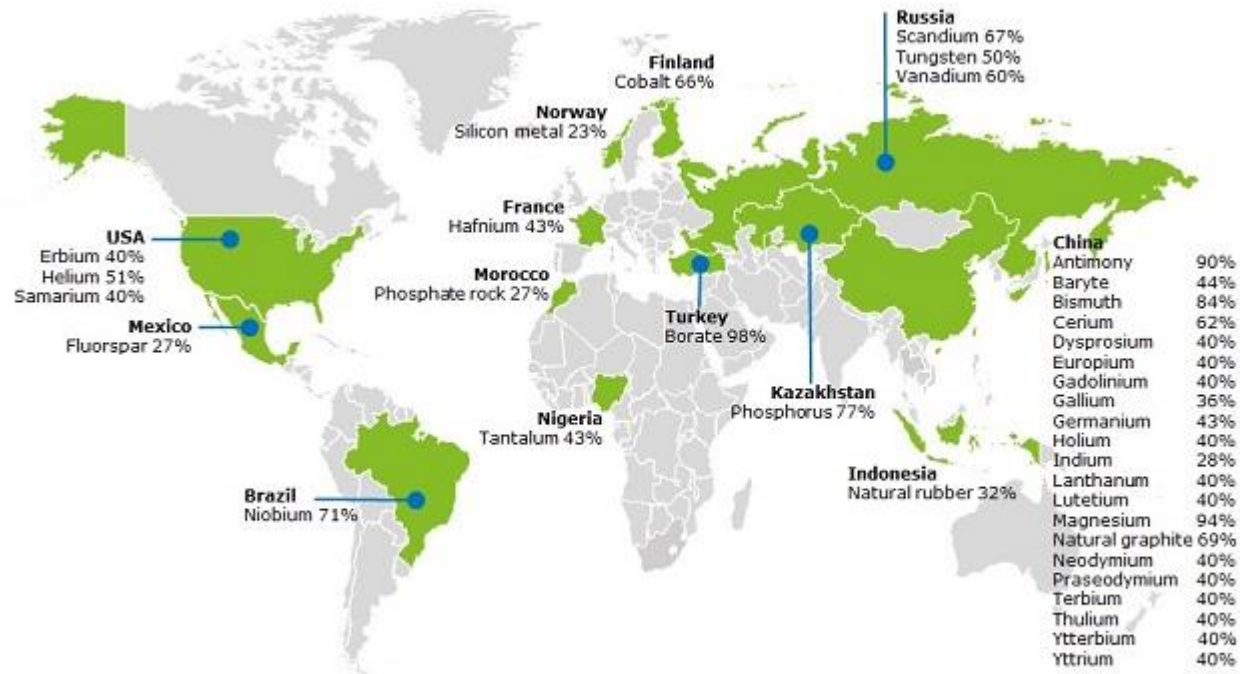 Russia
Scandium 67%
Tungsten 50%
Vanadium 60%
Finland
Cobalt 66%
Norway
Silicon metal 23%
France
Hafnium 43%
USA
Erbium 40%
Helium 51%
Samarium 40%
Morocco
Phosphate rock 27%
Mexico
Fluorspar 27%
Turkey
Borate 98%
Kazakhstan
Phosphorus 77%
Nigeria
Tantalum 43%
Indonesia
Natural rubber 32%
Brazil
Niobium 71%
China
Antimony 90%
Baryte 44%
Bismuth 84%
Cerium 62%
Dysprosium 40%
Europium 40%
Gadolinium 40%
Gallium 36%
Germanium 43%
Holium 40%
Indium 28%
Lanthanum 40%
Lutetium 40%
Magnesium 94%
Natural graphite 69%
Neodymium 40%
Praseodymium 40%
Terbium 40%
Thulium 40%
Ytterbium 40%
Yttrium 40%